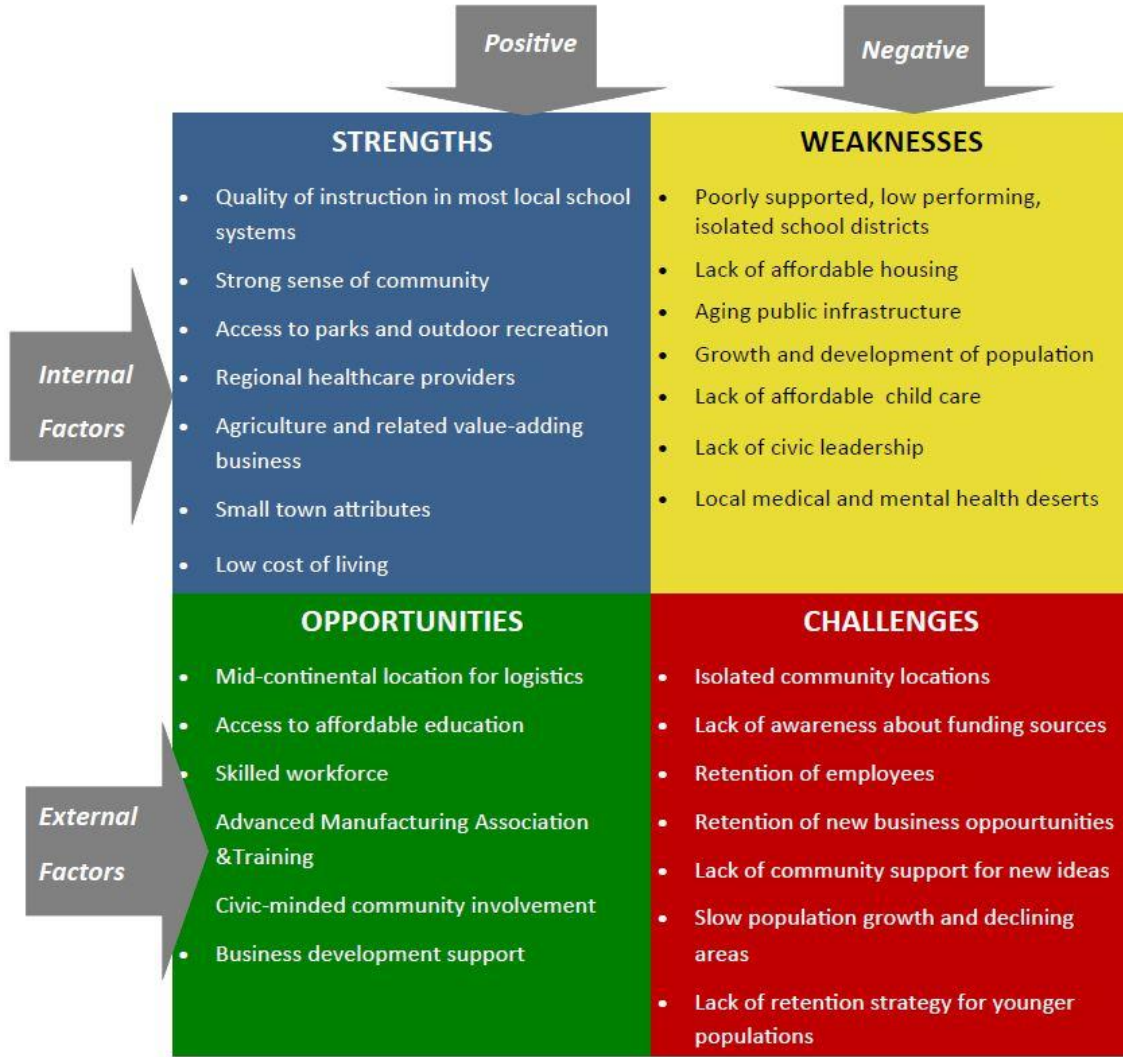 Positive
Negative
Internal
Factors
STRENGTHS
• Quality of instruction in most local school
systems
• Strong sense of community
• Access to parks and outdoor recreation
• Regional healthcare providers
• Agriculture and related value-adding
business
• Small town attributes
• Low cost of living
WEAKNESSES
• Poorly supported, low performing,
isolated school districts
• Lack of affordable housing
• Aging public infrastructure
• Growth and development of population
• Lack of affordable  child care
• Lack of civic leadership
• Local medical and mental health deserts
External
Factors
OPPORTUNITIES
• Mid-continental location for logistics
• Access to affordable education
• Skilled workforce
Advanced Manufacturing Association
&Training
Civic-minded community involvement
• Business development support
CHALLENGES
• Isolated community locations
• Lack of awareness about funding sources
• Retention of employees
• Retention of new business oppourtunities
• Lack of community support for new ideas
• Slow population growth and declining
areas
• Lack of retention strategy for younger
populations